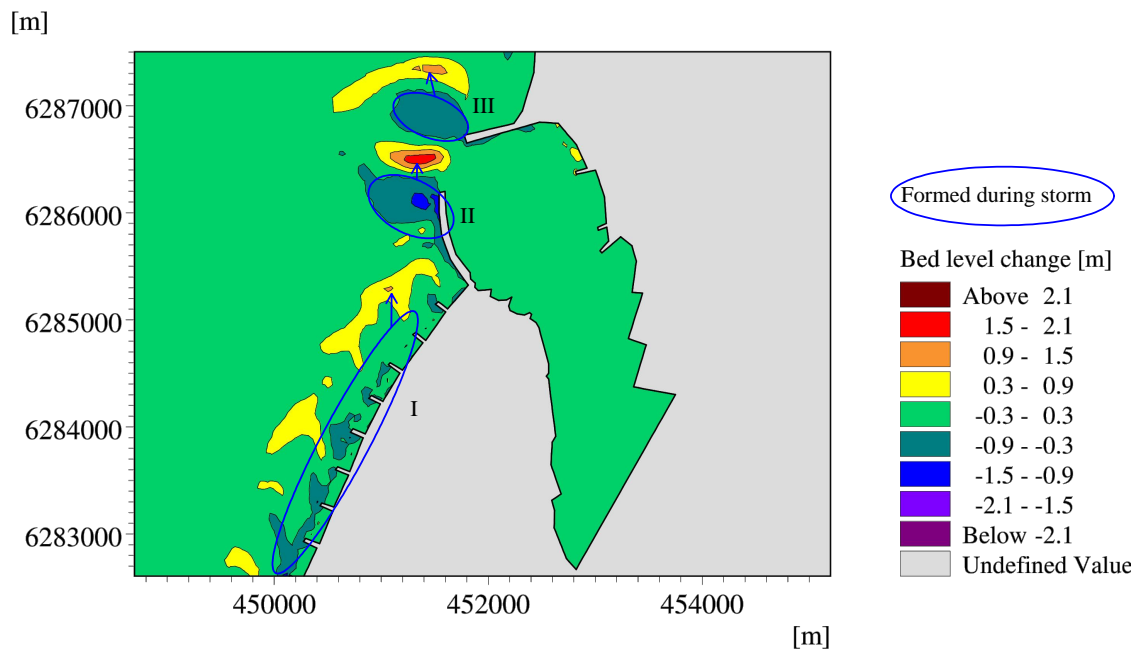 [m]
6287000
6286000
6285000
6284000
6283000
450000 452000 454000
[m]
III
II
I
Formed during storm
Bed level change [m]
Above 2.1
1.5 - 2.1
0.9 - 1.5
0.3 - 0.9
-0.3 - 0.3
-0.9 - -0.3
-1.5 - -0.9
-2.1 - -1.5
Below -2.1
Undefined Value